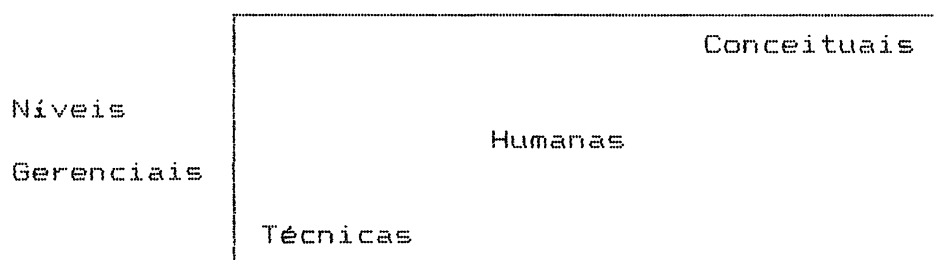 Conceituais
Níveis
Humanas
Gerenciais
Técnicas